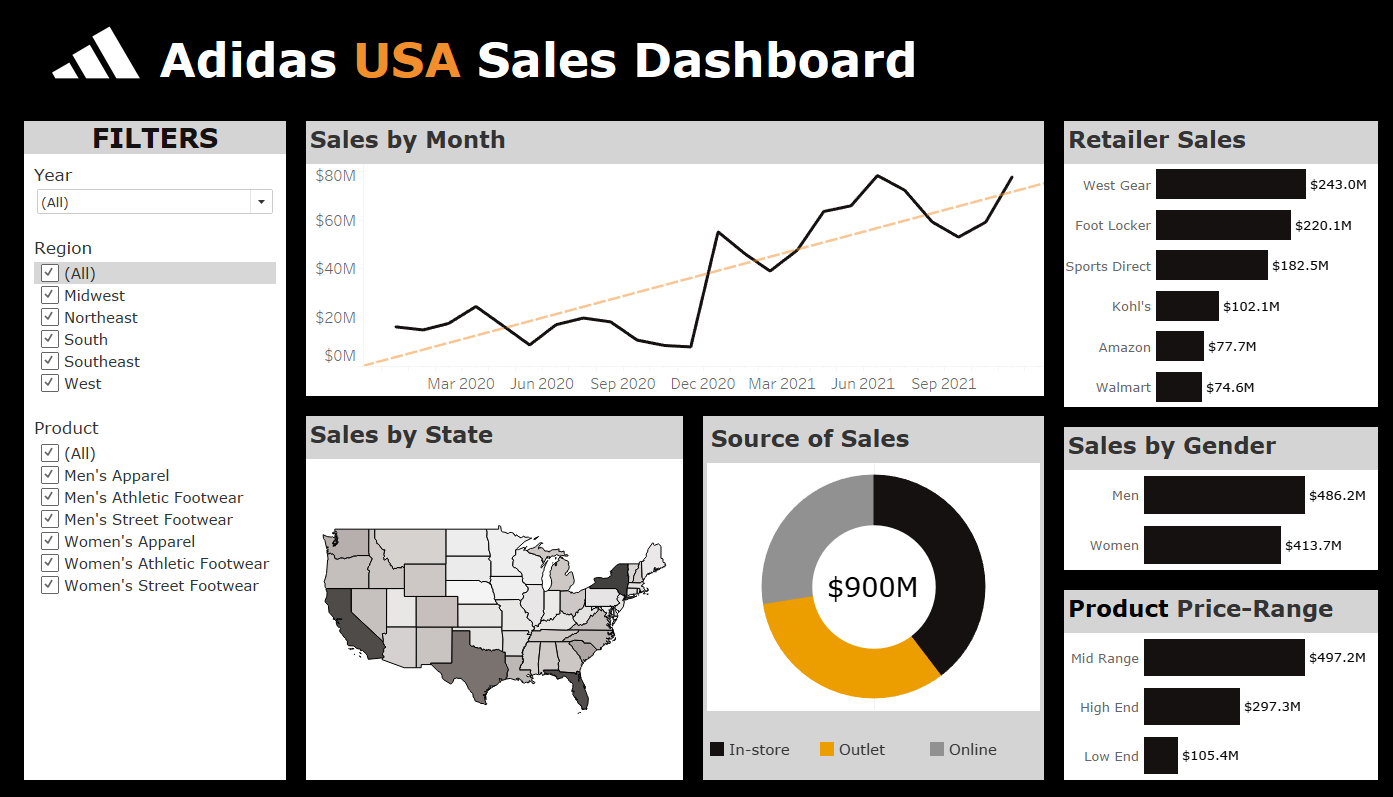 Adidas USA Sales Dashboard
FILTERS
Year
(All)
Region
(All)
Midwest
Northeast
South
Southeast
West
Product
(All)
Men's Apparel
Men's Athletic Footwear
Men's Street Footwear
Women's Apparel
Women's Athletic Footwear
Women's Street Footwear
Sales by Month
$80M
$60M
$40M
$20M
$0M
Mar 2020 Jun 2020 Sep 2020 Dec 2020 Mar 2021 Jun 2021 Sep 2021
Sales by State
Source of Sales
$900M
In-store Outlet Online
Retailer Sales
West Gear $243.0M
Foot Locker $220.1M
Sports Direct $182.5M
Kohl's $102.1M
Amazon $77.7M
Walmart $74.6M
Sales by Gender
Men $486.2M
Women $413.7M
Product Price-Range
Mid Range $497.2M
High End $297.3M
Low End $105.4M